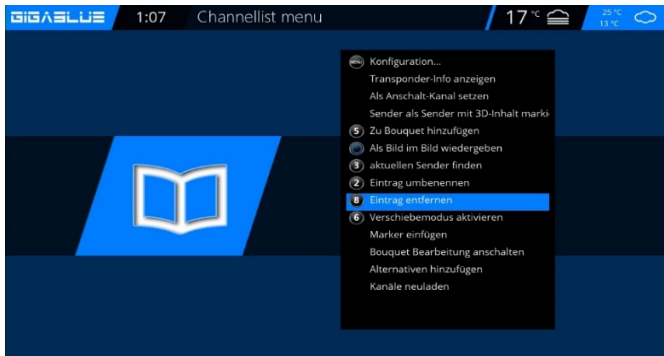 GIGABLUE 1:07 Channellist menu 17 °C 25 °C
13 °C
MENU Konfiguration...
Transponder-Info anzeigen
Als Anschalt-Kanal setzen
Sender als Sender mit 3D-Inhalt marki
5 Zu Bouquet hinzufügen
Als Bild im Bild wiedergeben
3 aktuellen Sender finden
2 Eintrag umbenennen
8 Eintrag entfernen
6 Verschiebemodus aktivieren
Marker einfügen
Bouquet Bearbeitung anschalten
Alternativen hinzufügen
Kanäle neuladen